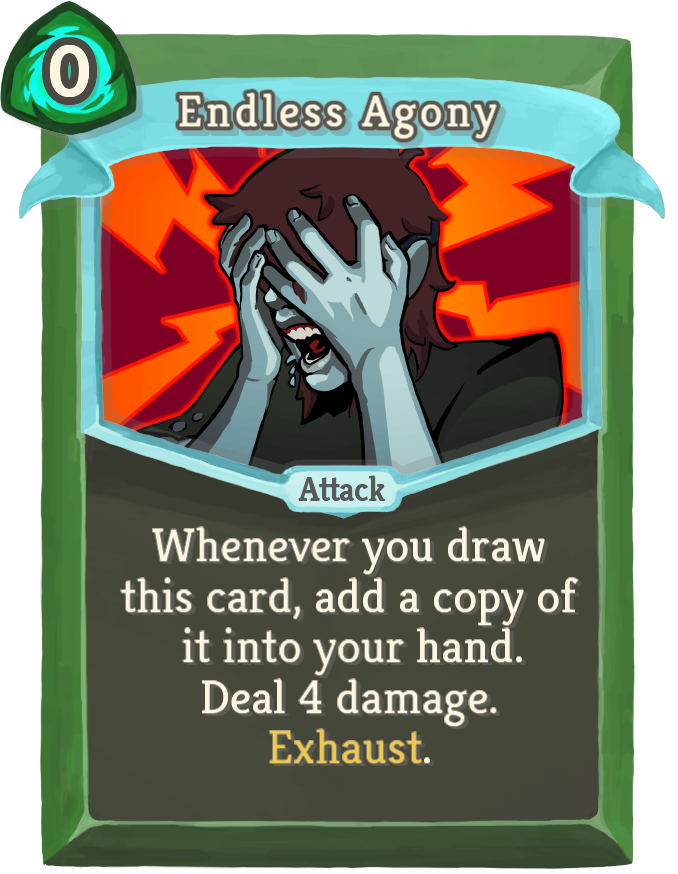 0
Endless Agony
Attack
Whenever you draw
this card, add a copy of
it into your hand.
Deal 4 damage.
Exhaust.